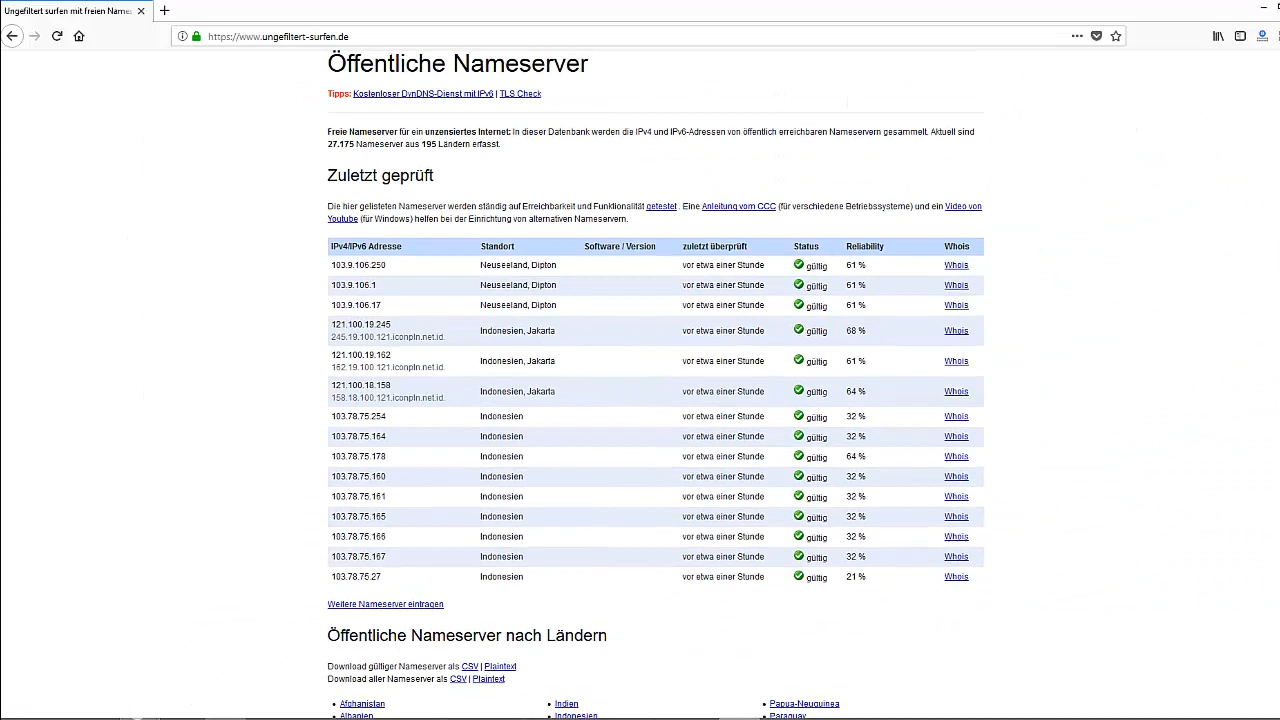 Ungefiltert surfen mit freien Name
https://www.ungefiltert-surfen.de
Öffentliche Nameserver
Tipps: Kostenloser DynDNS-Dienst mit IPv6 | TLS Check
Freie Nameserver für ein unzensiertes Internet: In dieser Datenbank werden die IPv4 und IPv6-Adressen von öffentlich erreichbaren Nameservern gesammelt. Aktuell sind
27.175 Nameserver aus 195 Ländern erfasst.
Zuletzt geprüft
Die hier gelisteten Nameserver werden ständig auf Erreichbarkeit und Funktionalität getestet . Eine Anleitung vom CCC (für verschiedene Betriebssysteme) und ein Video von
Youtube (für Windows) helfen bei der Einrichtung von alternativen Nameservern.
IPv4/IPv6 Adresse Standort Software / Version zuletzt überprüft Status Reliability Whois
103.9.106.250 Neuseeland, Dipton vor etwa einer Stunde gültig 61 % Whois
103.9.106.1 Neuseeland, Dipton vor etwa einer Stunde gültig 61 % Whois
103.9.106.17 Neuseeland, Dipton vor etwa einer Stunde gültig 61 % Whois
121.100.19.245 Indonesien, Jakarta vor etwa einer Stunde gültig 68 % Whois
245.19.100.121.iconpln.net.id.
121.100.19.162 Indonesien, Jakarta vor etwa einer Stunde gültig 61 % Whois
162.19.100.121.iconpln.net.id.
121.100.18.158 Indonesien, Jakarta vor etwa einer Stunde gültig 64 % Whois
158.18.100.121.iconpln.net.id.
103.78.75.254 Indonesien vor etwa einer Stunde gültig 32 % Whois
103.78.75.164 Indonesien vor etwa einer Stunde gültig 32 % Whois
103.78.75.178 Indonesien vor etwa einer Stunde gültig 64 % Whois
103.78.75.160 Indonesien vor etwa einer Stunde gültig 32 % Whois
103.78.75.161 Indonesien vor etwa einer Stunde gültig 32 % Whois
103.78.75.165 Indonesien vor etwa einer Stunde gültig 32 % Whois
103.78.75.166 Indonesien vor etwa einer Stunde gültig 32 % Whois
103.78.75.167 Indonesien vor etwa einer Stunde gültig 32 % Whois
103.78.75.27 Indonesien vor etwa einer Stunde gültig 21 % Whois
Weitere Nameserver eintragen
Öffentliche Nameserver nach Ländern
Download gültiger Nameserver als CSV | Plaintext
Download aller Nameserver als CSV | Plaintext
• Afghanistan • Indien • Papua-Neuguinea
Albanien • Indonesien • Paraguay